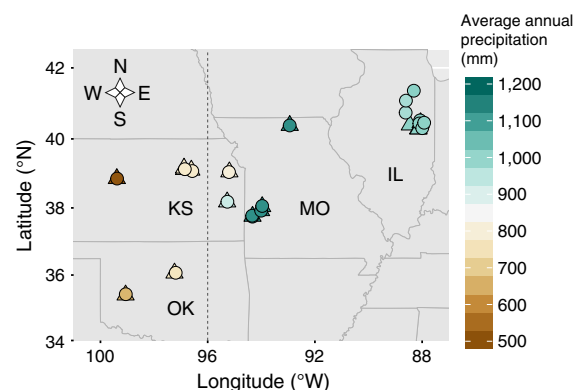 Average annual
precipitation
(mm)
42
40
38
36
34
Latitude (°N)
N
W E
S
KS
MO
IL
OK
100 96 92 88
Longitude (°W)
1,200
1,100
1,000
900
800
700
600
500